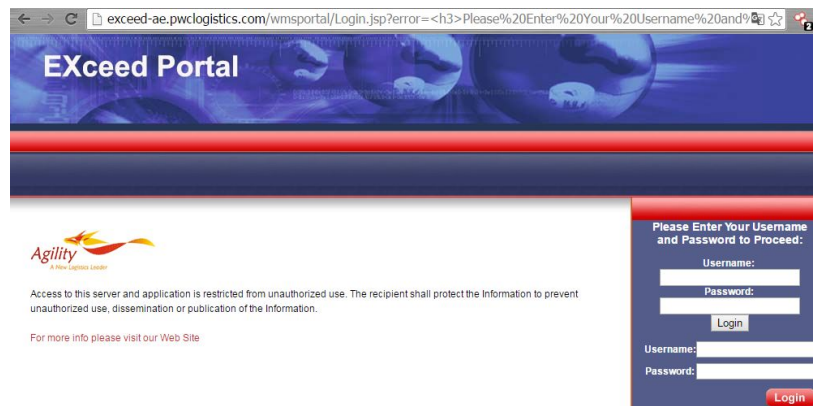 exceed-ae.pwclogistics.com/wmsportal/Login.jsp?error=<h3>Please%20Enter%20Your%20Username%20and%
2
EXceed Portal
Agility
A New Logistics Leader
Access to this server and application is restricted from unauthorized use. The recipient shall protect the Information to prevent
unauthorized use, dissemination or publication of the Information.
For more info please visit our Web Site
Please Enter Your Username
and Password to Proceed:
Username:
Password:
Login
Username:
Password:
Login